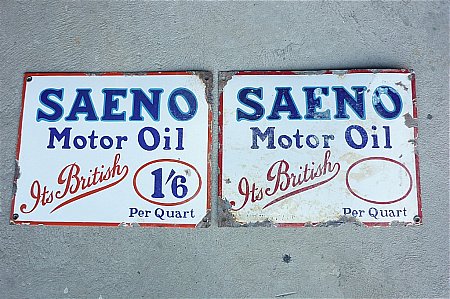 SAENO
Motor Oil
Its British
1'6
Per Quart
SAENO
Motor Oil
Its British
Per Quart